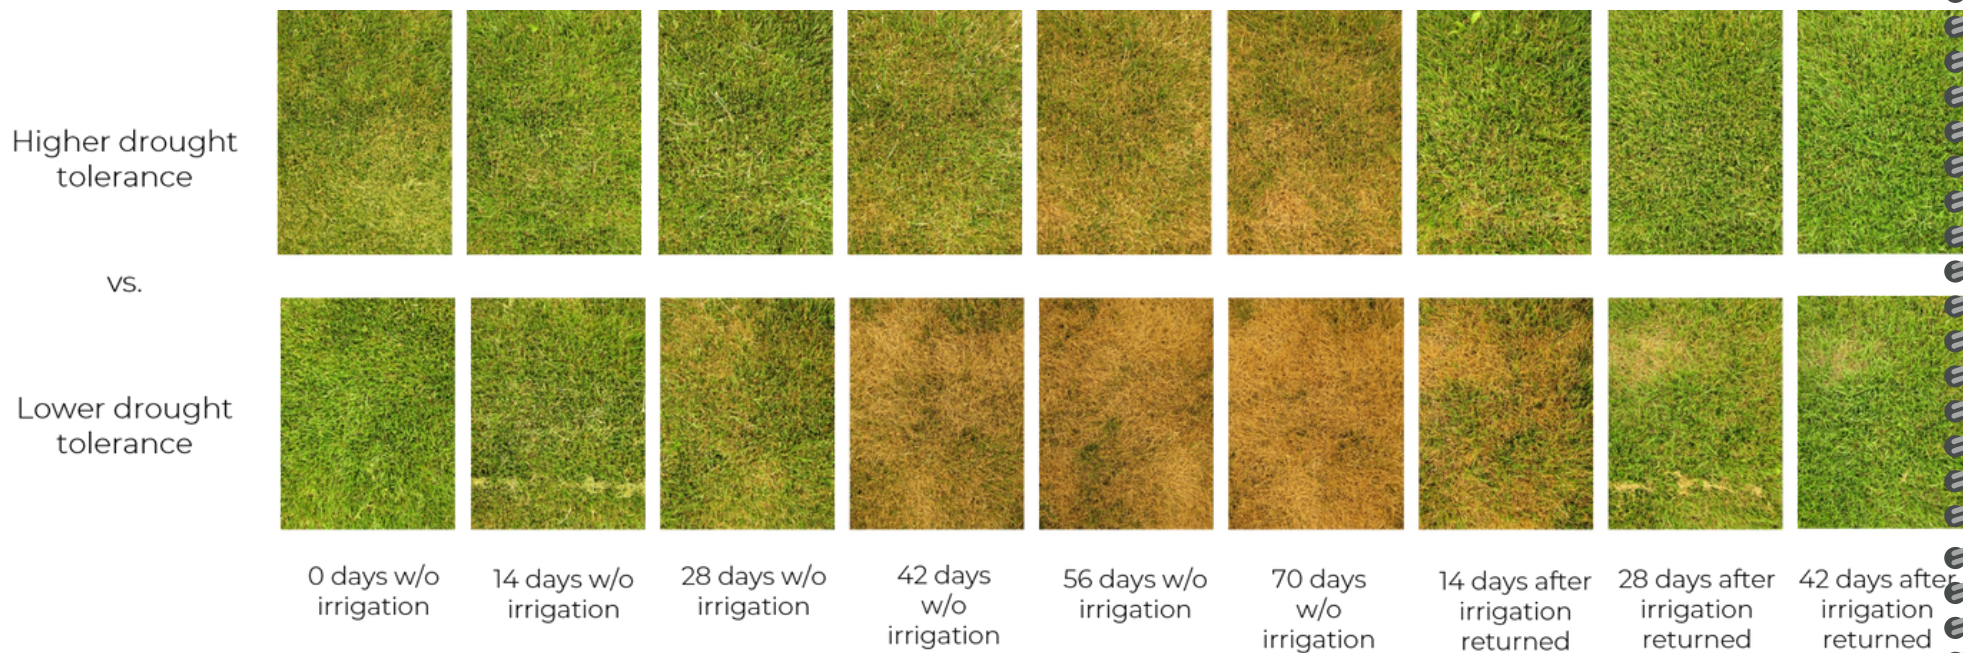 Higher drought
tolerance
vs.
Lower drought
tolerance
0 days w/o
irrigation
14 days w/o
irrigation
28 days w/o
irrigation
42 days
w/o
irrigation
56 days w/o
irrigation
70 days
w/o
irrigation
14 days after
irrigation
returned
28 days after
irrigation
returned
42 days after
irrigation
returned